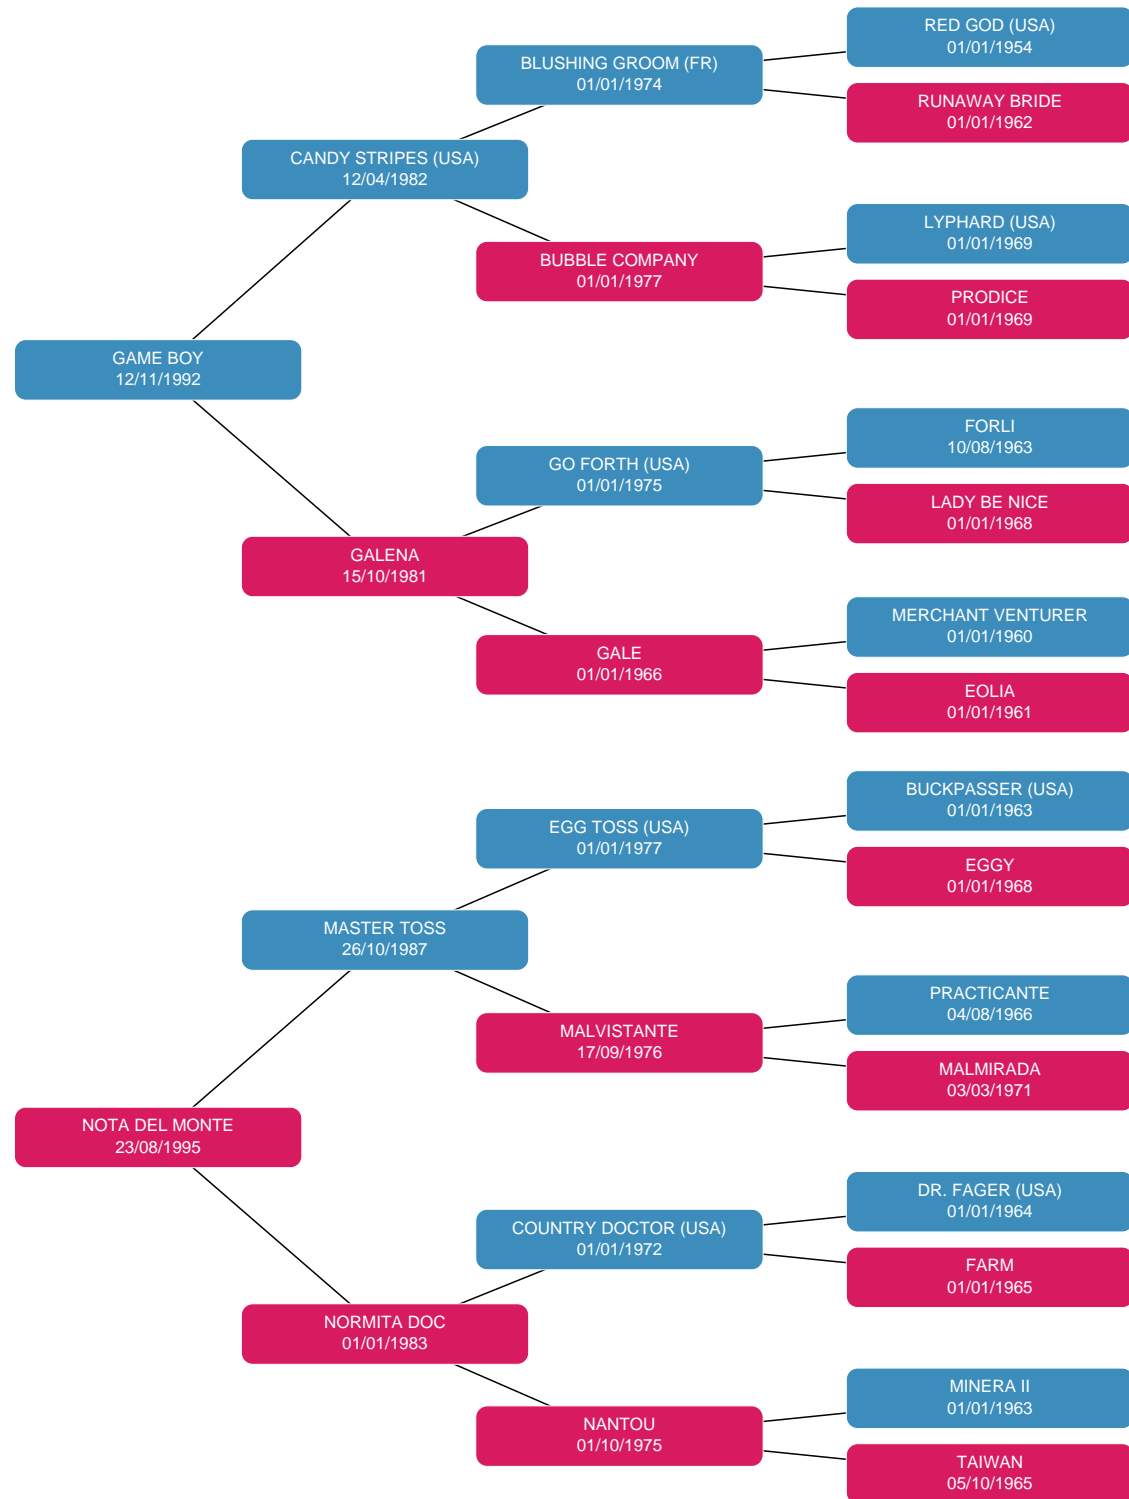 RED GOD (USA)
01/01/1954
BLUSHING GROOM (FR)
01/01/1974
RUNAWAY BRIDE
01/01/1962
CANDY STRIPES (USA)
12/04/1982
LYPHARD (USA)
01/01/1969
BUBBLE COMPANY
01/01/1977
PRODICE
01/01/1969
GAME BOY
12/11/1992
FORLI
10/08/1963
GO FORTH (USA)
01/01/1975
LADY BE NICE
01/01/1968
GALENA
15/10/1981
MERCHANT VENTURER
01/01/1960
GALE
01/01/1966
EOLIA
01/01/1961
BUCKPASSER (USA)
01/01/1963
EGG TOSS (USA)
01/01/1977
EGGY
01/01/1968
MASTER TOSS
26/10/1987
PRACTICANTE
04/08/1966
MALVISTANTE
17/09/1976
MALMIRADA
03/03/1971
NOTA DEL MONTE
23/08/1995
DR. FAGER (USA)
01/01/1964
COUNTRY DOCTOR (USA)
01/01/1972
FARM
01/01/1965
NORMITA DOC
01/01/1983
MINERA II
01/01/1963
NANTOU
01/10/1975
TAIWAN
05/10/1965